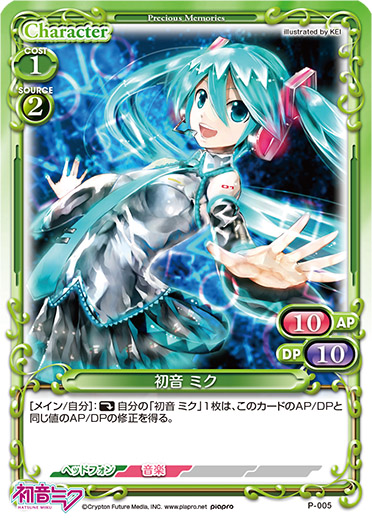 Precious Memories
Character
illustrated by KEI
COST
1
SOURCE
2
01
10 AP
DP 10
初音 ミク
[メイン/自分]:自分の「初音 ミク」1枚は、このカードのAP/DPと
同じ値のAP/DPの修正を得る。
ヘッドフォン 音楽
初音ミク
HATSUNE MIKU
©Crypton Future Media, INC. www.piapro.net piapro
P-005